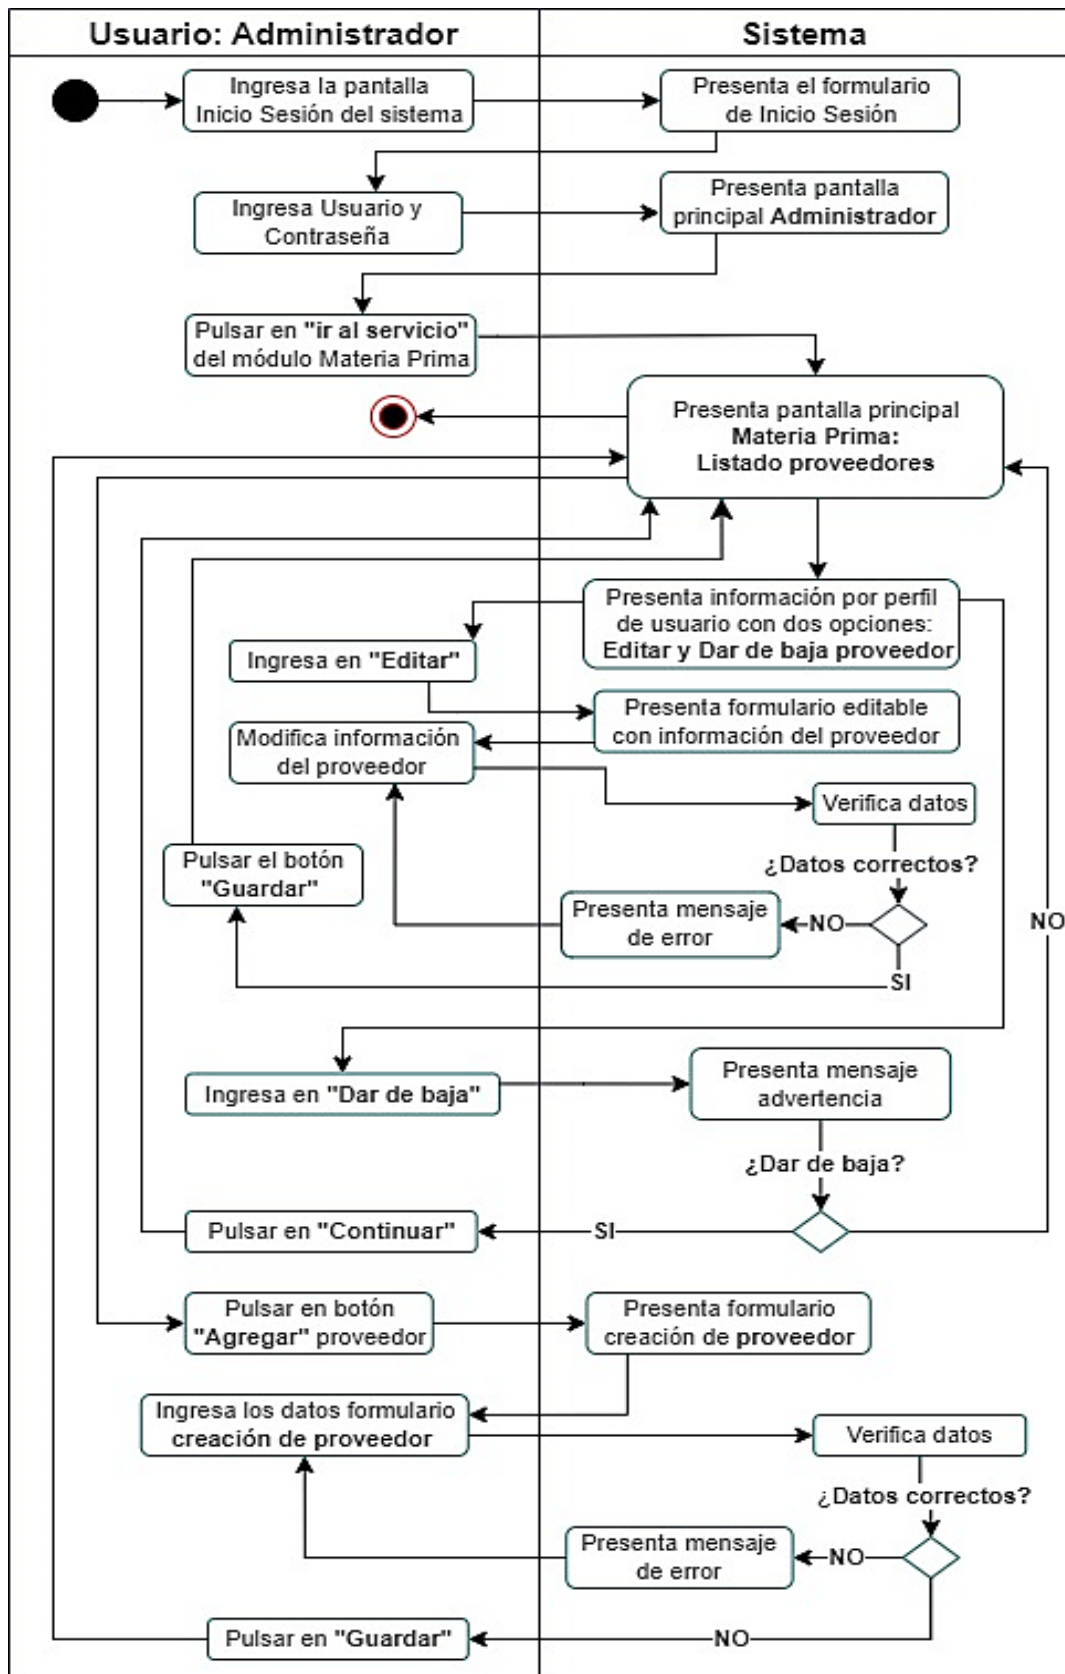 Usuario: Administrador
Sistema
Ingresa la pantalla
Inicio Sesión del sistema
Presenta el formulario
de Inicio Sesión
Ingresa Usuario y
Contraseña
Presenta pantalla
principal Administrador
Pulsar en "ir al servicio"
del módulo Materia Prima
Presenta pantalla principal
Materia Prima:
Listado proveedores
Presenta información por perfil
de usuario con dos opciones:
Editar y Dar de baja proveedor
Ingresa en "Editar"
Presenta formulario editable
con información del proveedor
Modifica información
del proveedor
Verifica datos
¿Datos correctos?
Pulsar el botón
"Guardar"
Presenta mensaje
de error
NO
NO
SI
Ingresa en "Dar de baja"
Presenta mensaje
advertencia
¿Dar de baja?
Pulsar en "Continuar"
SI
Pulsar en botón
"Agregar" proveedor
Presenta formulario
creación de proveedor
Ingresa los datos formulario
creación de proveedor
Verifica datos
¿Datos correctos?
Presenta mensaje
de error
NO
Pulsar en "Guardar"
NO